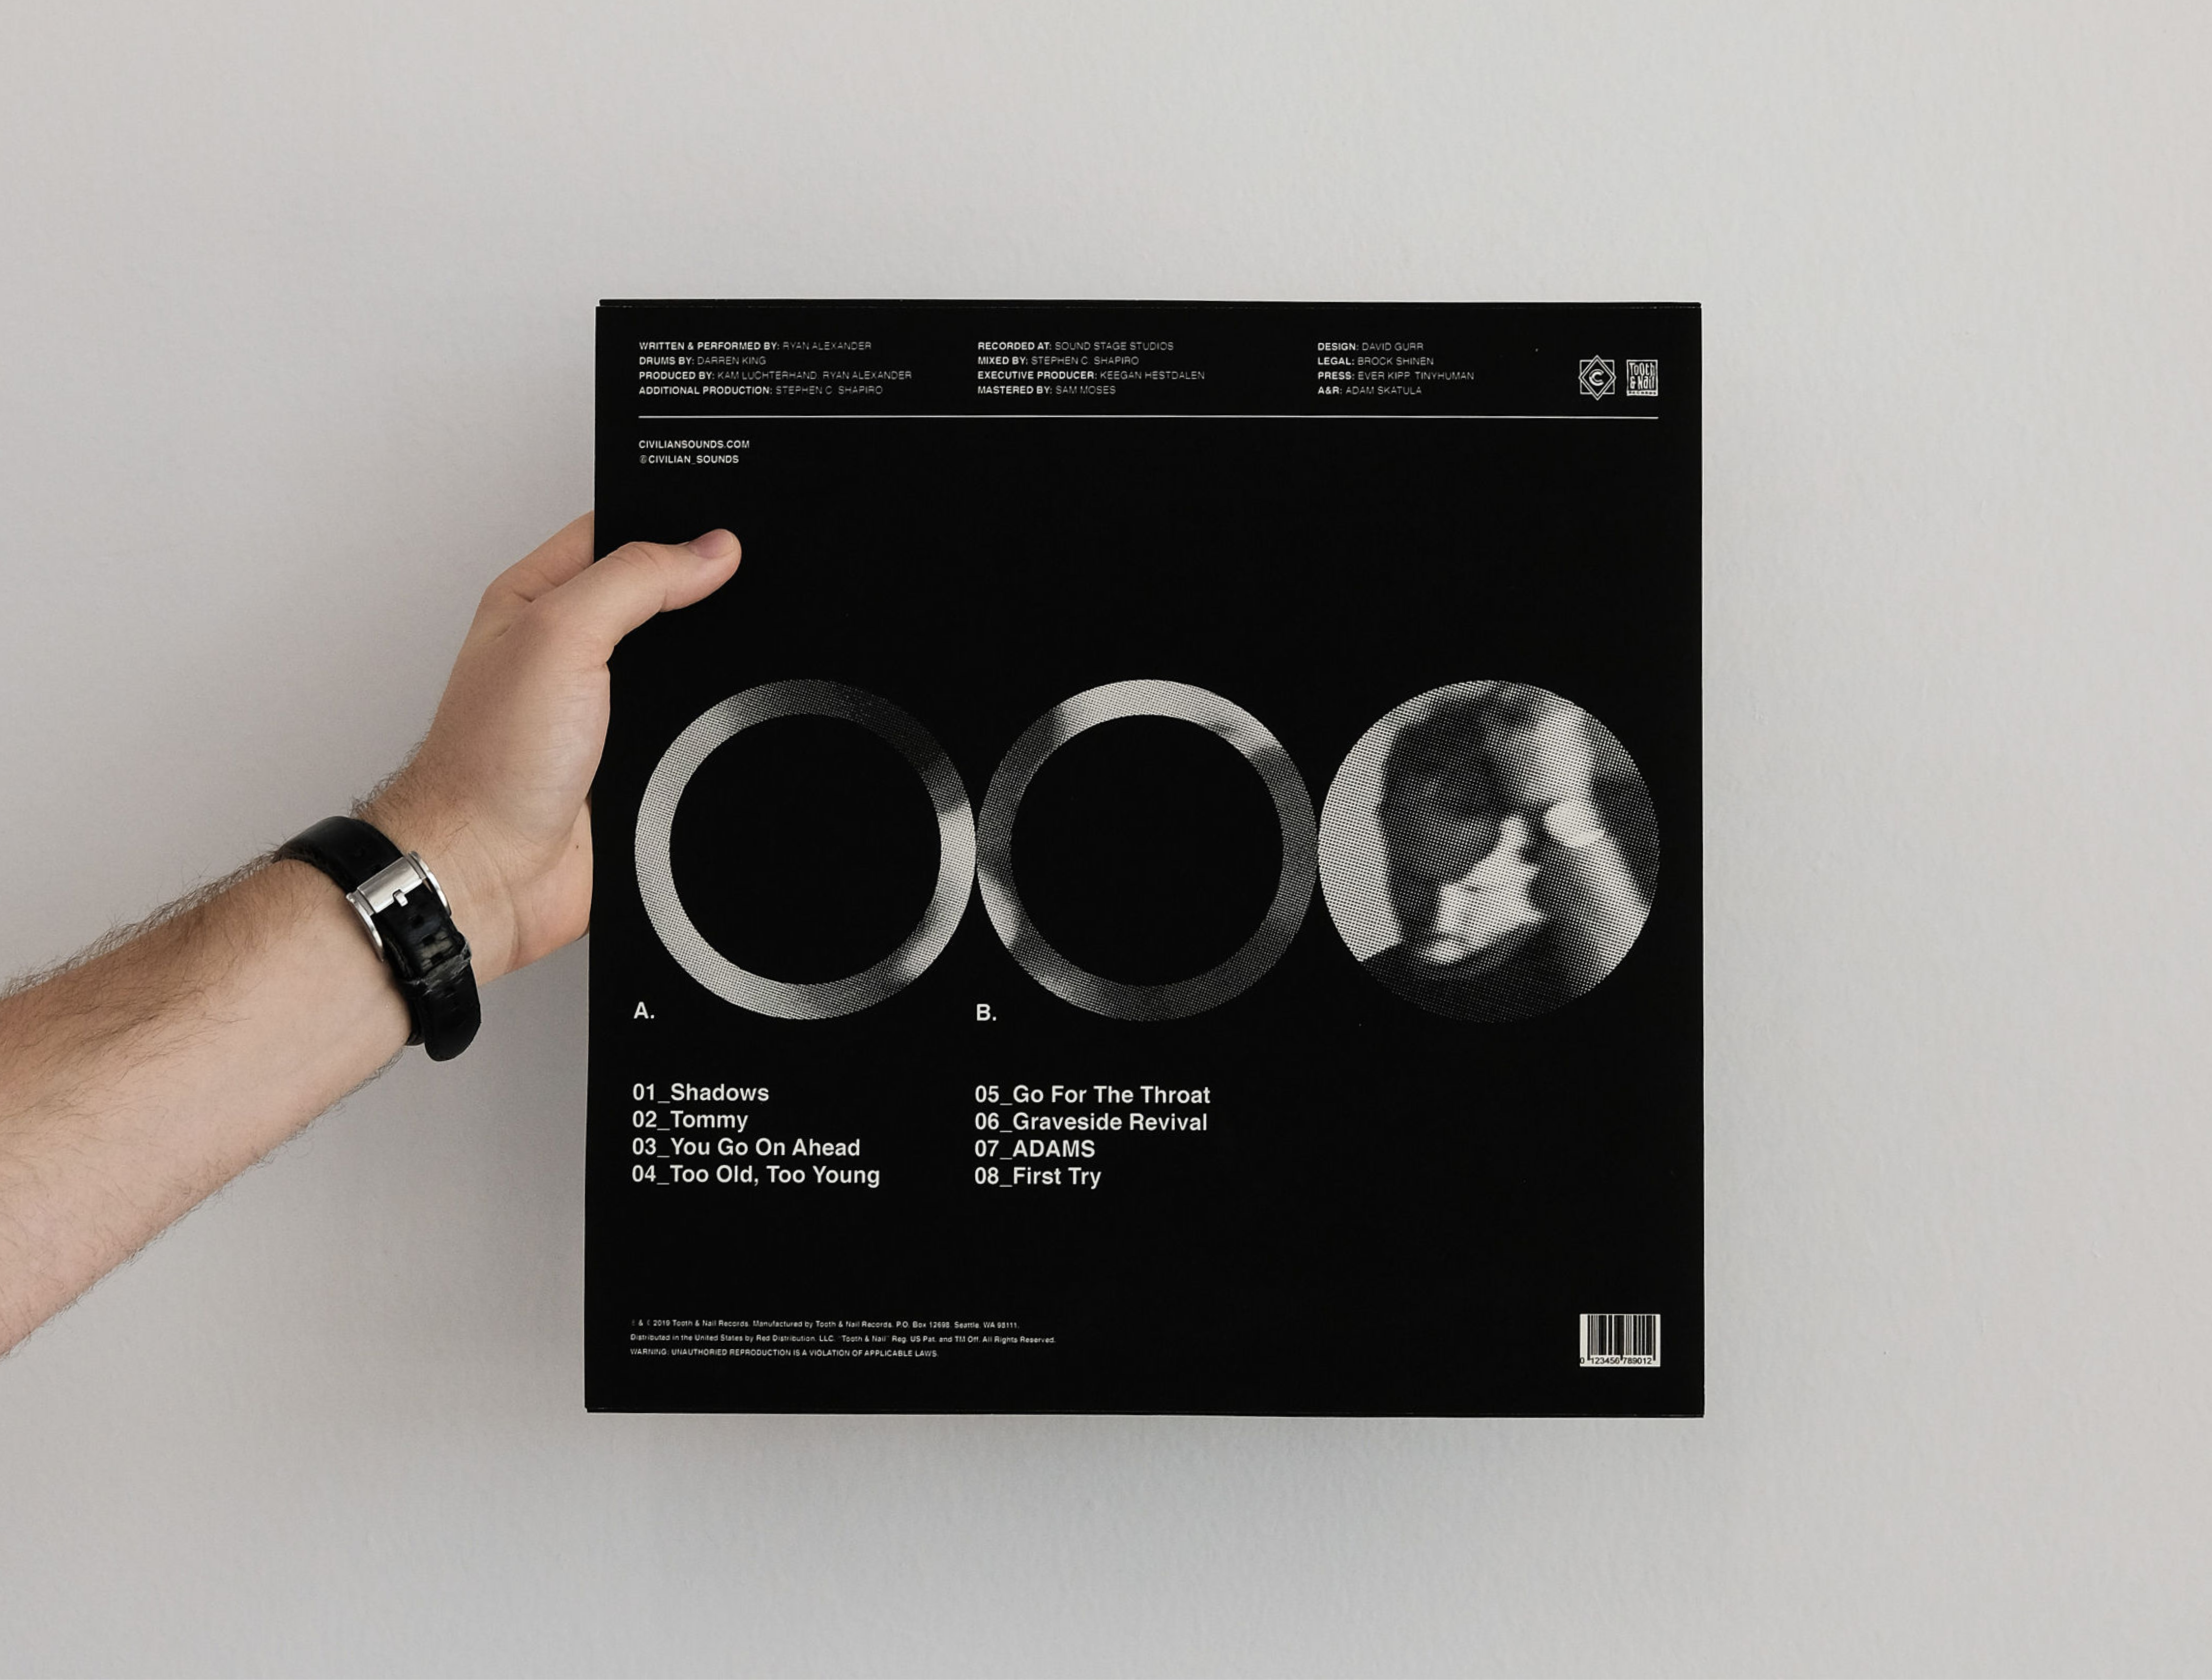 WRITTEN & PERFORMED BY: RYAN ALEXANDER
DRUMS BY: DARREN KING
PRODUCED BY: KAM LUCHTERHAND, RYAN ALEXANDER
ADDITIONAL PRODUCTION: STEPHEN C. SHAPIRO
RECORDED AT: SOUND STAGE STUDIOS
MIXED BY: STEPHEN C. SHAPIRO
EXECUTIVE PRODUCER: KEEGAN HESTDALEN
MASTERED BY: SAM MOSES
DESIGN: DAVID GURR
LEGAL: BROCK SHINEN
PRESS: EVER KIPP, TINYHUMAN
A&R: ADAM SKATULA
C
Tooth
& Nail
RECORDS
CIVILIANSOUNDS.COM
@CIVILIAN_SOUNDS
A.
01_Shadows
02_Tommy
03_You Go On Ahead
04_Too Old, Too Young
B.
05_Go For The Throat
06_Graveside Revival
07_ADAMS
08_First Try
℗ & © 2019 Tooth & Nail Records. Manufactured by Tooth & Nail Records. P.O. Box 12698. Seattle. WA 98111.
Distributed in the United States by Red Distribution, LLC. "Tooth & Nail" Reg. US Pat. and TM Off. All Rights Reserved.
WARNING: UNAUTHORIED REPRODUCTION IS A VIOLATION OF APPLICABLE LAWS.
0 123456 789012